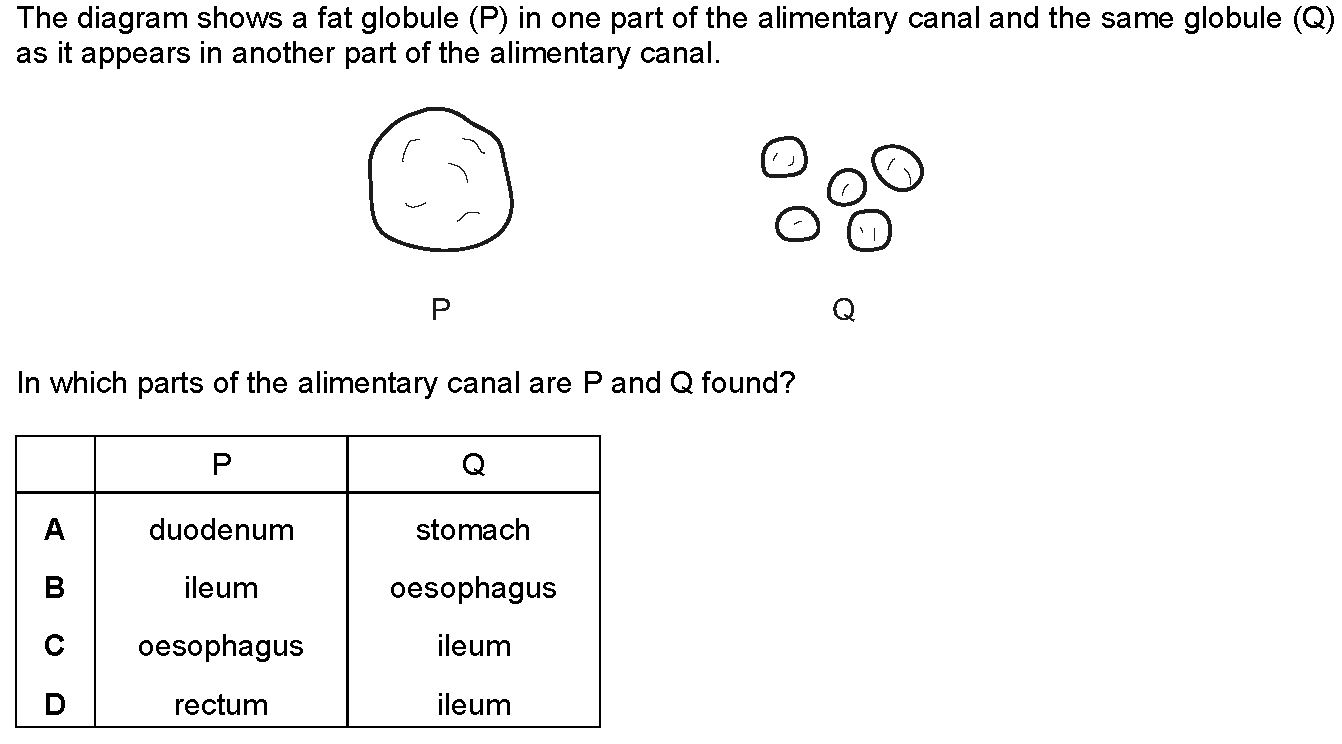 The diagram shows a fat globule (P) in one part of the alimentary canal and the same globule (Q)
as it appears in another part of the alimentary canal.
P Q
In which parts of the alimentary canal are P and Q found?
P Q
A duodenum stomach
B ileum oesophagus
C oesophagus ileum
D rectum ileum